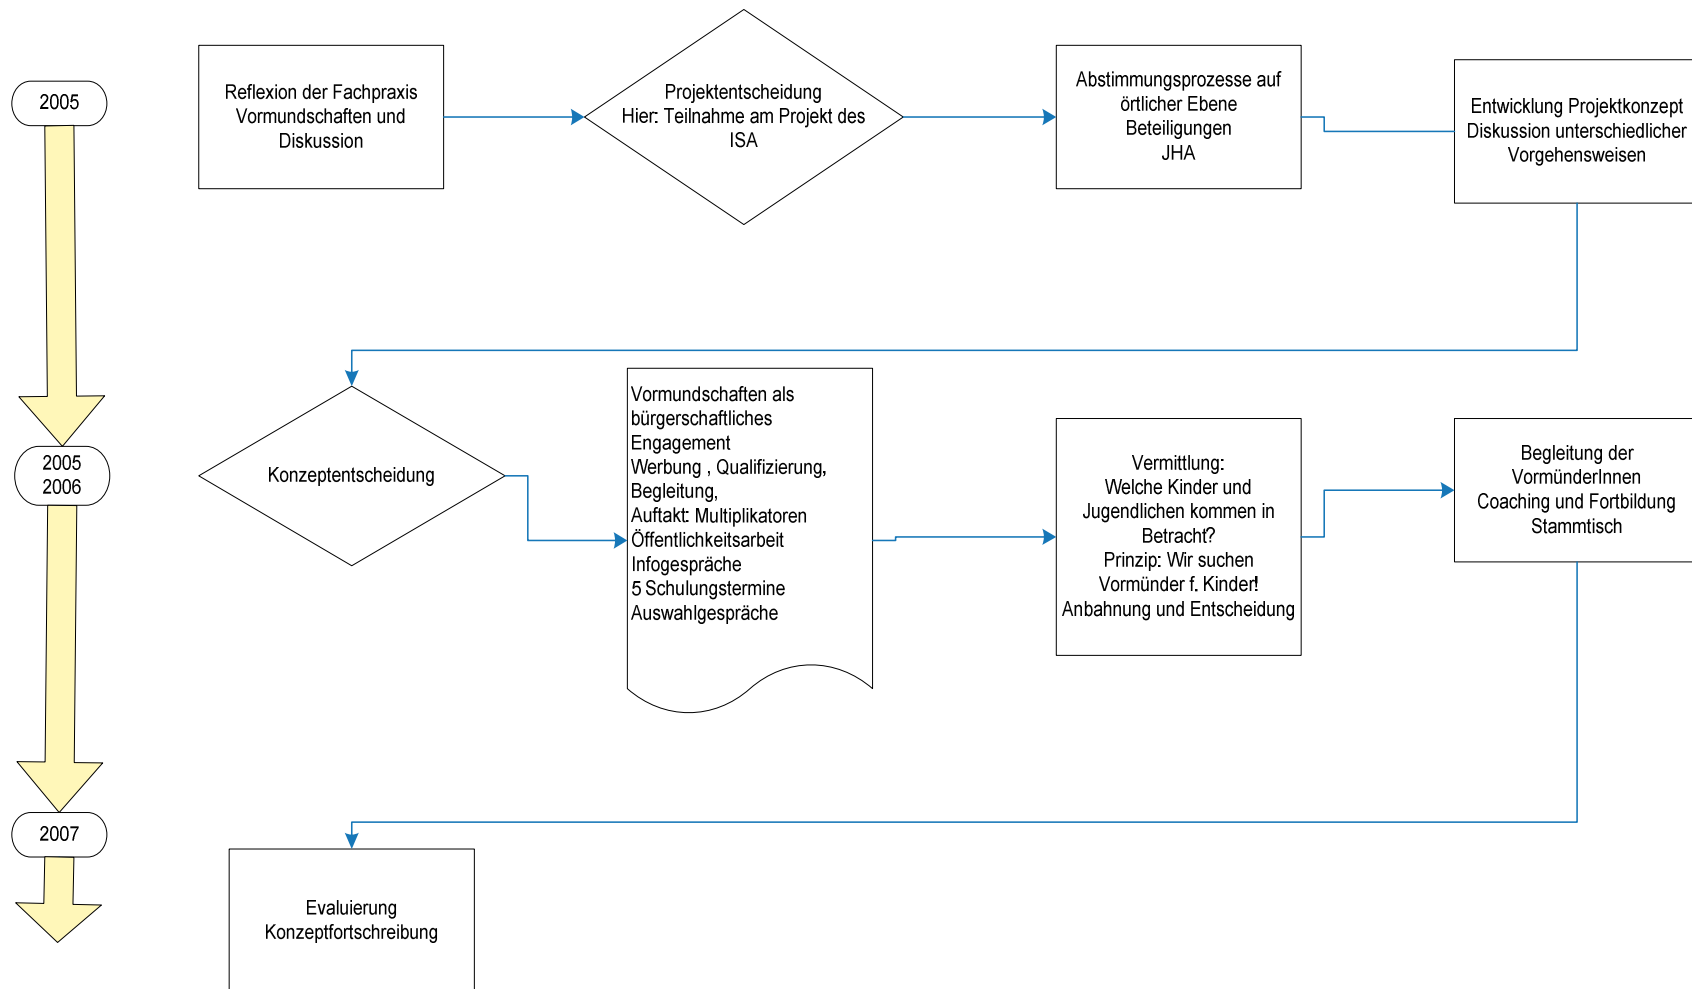 2005
Reflexion der Fachpraxis
Vormundschaften und
Diskussion
Projektentscheidung
Hier: Teilnahme am Projekt des
ISA
Abstimmungsprozesse auf
örtlicher Ebene
Beteiligungen
JHA
Entwicklung Projektkonzept
Diskussion unterschiedlicher
Vorgehensweisen
2005
2006
Konzeptentscheidung
Vormundschaften als
bürgerschaftliches
Engagement
Werbung , Qualifizierung,
Begleitung,
Auftakt: Multiplikatoren
Öffentlichkeitsarbeit
Infogespräche
5 Schulungstermine
Auswahlgespräche
Vermittlung:
Welche Kinder und
Jugendlichen kommen in
Betracht?
Prinzip: Wir suchen
Vormünder f. Kinder!
Anbahnung und Entscheidung
Begleitung der
VormünderInnen
Coaching und Fortbildung
Stammtisch
2007
Evaluierung
Konzeptfortschreibung